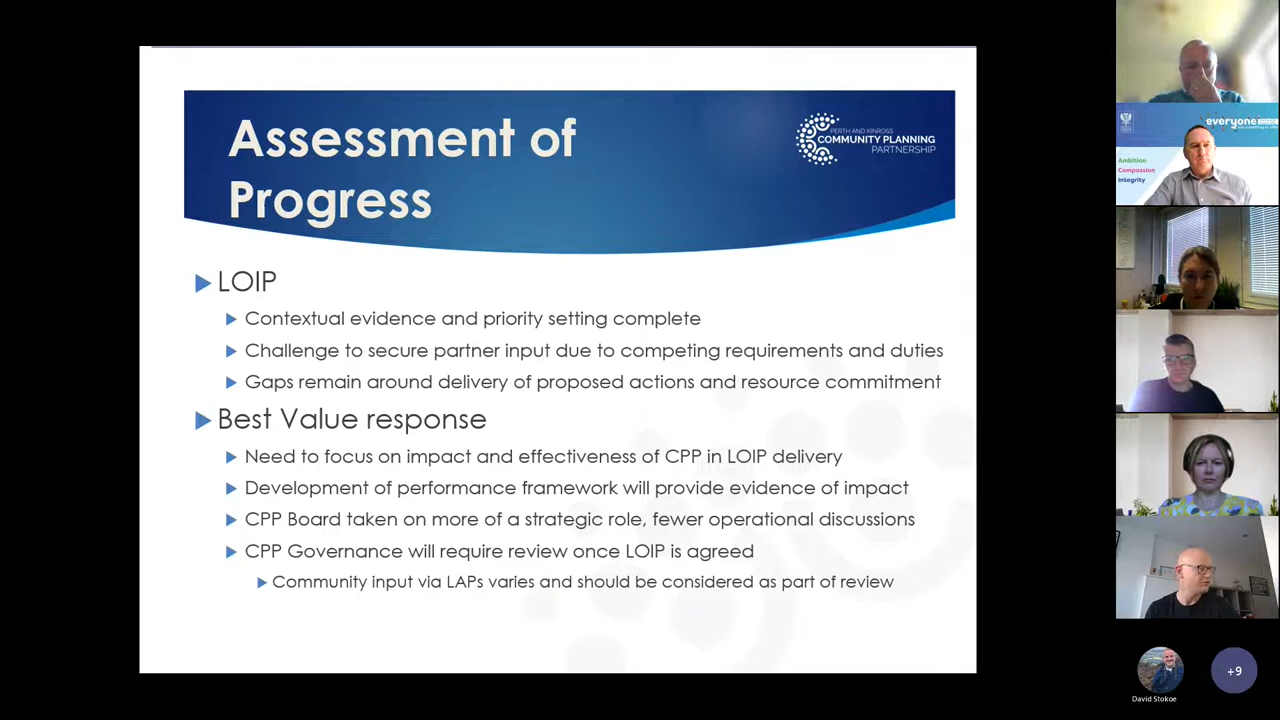 Assessment of
Progress
PERTH AND KINROSS
COMMUNITY PLANNING
PARTNERSHIP
LOIP
Contextual evidence and priority setting complete
Challenge to secure partner input due to competing requirements and duties
Gaps remain around delivery of proposed actions and resource commitment
Best Value response
Need to focus on impact and effectiveness of CPP in LOIP delivery
Development of performance framework will provide evidence of impact
CPP Board taken on more of a strategic role, fewer operational discussions
CPP Governance will require review once LOIP is agreed
Community input via LAPs varies and should be considered as part of review
everyone
Ambition
Compassion
Integrity
David Stokoe
+9